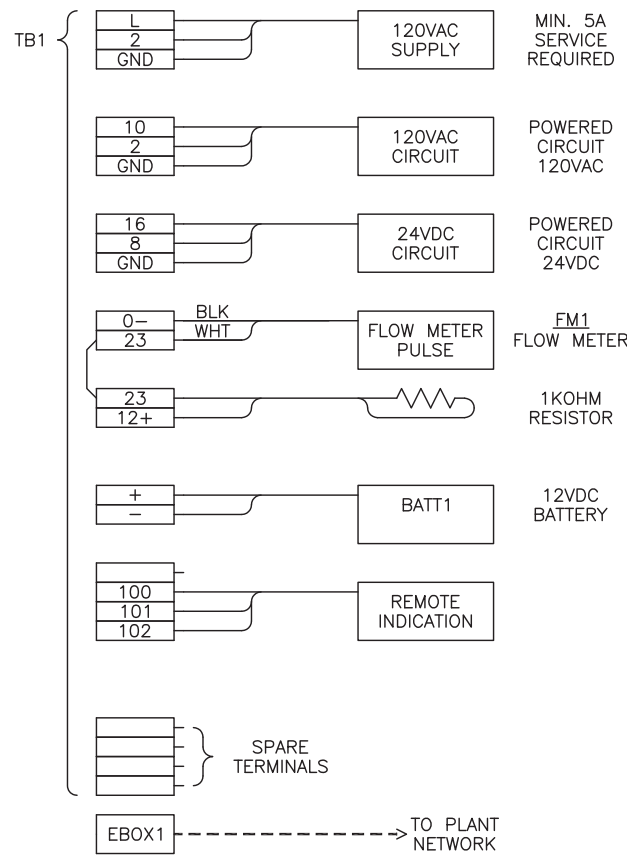 TB1
L
2
GND
120VAC
SUPPLY
MIN. 5A
SERVICE
REQUIRED
10
2
GND
120VAC
CIRCUIT
POWERED
CIRCUIT
120VAC
16
8
GND
24VDC
CIRCUIT
POWERED
CIRCUIT
24VDC
0−
23
BLK
WHT
FLOW METER
PULSE
FM1
FLOW METER
23
12+
1KOHM
RESISTOR
+
−
BATT1
12VDC
BATTERY
100
101
102
REMOTE
INDICATION
SPARE
TERMINALS
EBOX1
TO PLANT
NETWORK